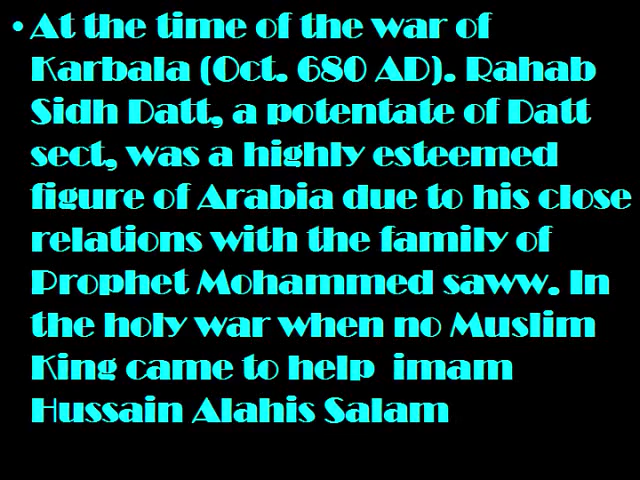 • At the time of the war of
Karbala (Oct. 680 AD). Rahab
Sidh Datt, a potentate of Datt
sect, was a highly esteemed
figure of Arabia due to his close
relations with the family of
Prophet Mohammed saww. In
the holy war when no Muslim
King came to help imam
Hussain Alahis Salam